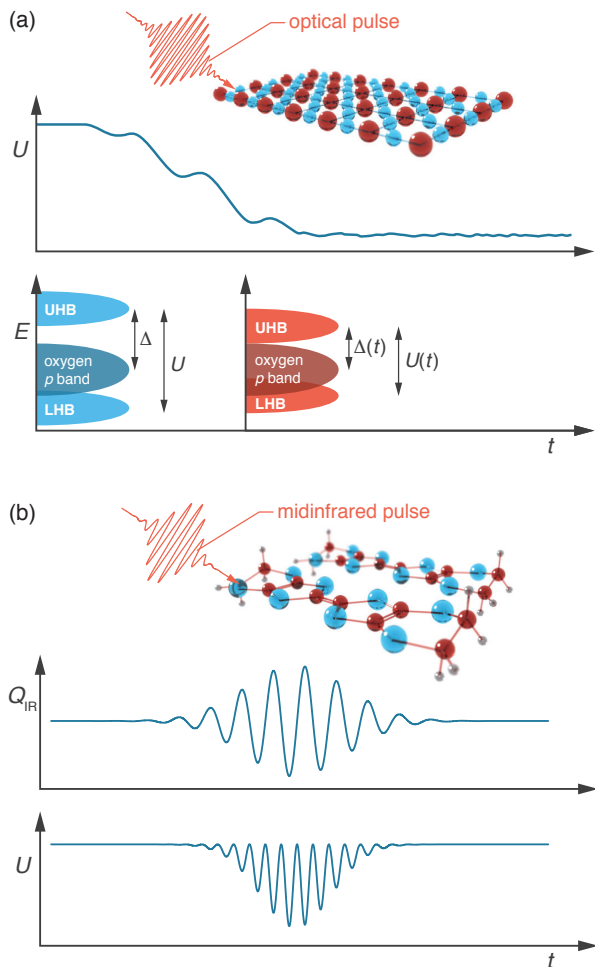 (a)
optical pulse
U
E
UHB
Δ
oxygen
p band
U
LHB
UHB
Δ(t)
oxygen
p band
U(t)
LHB
t
(b)
midinfrared pulse
Q_IR
U
t